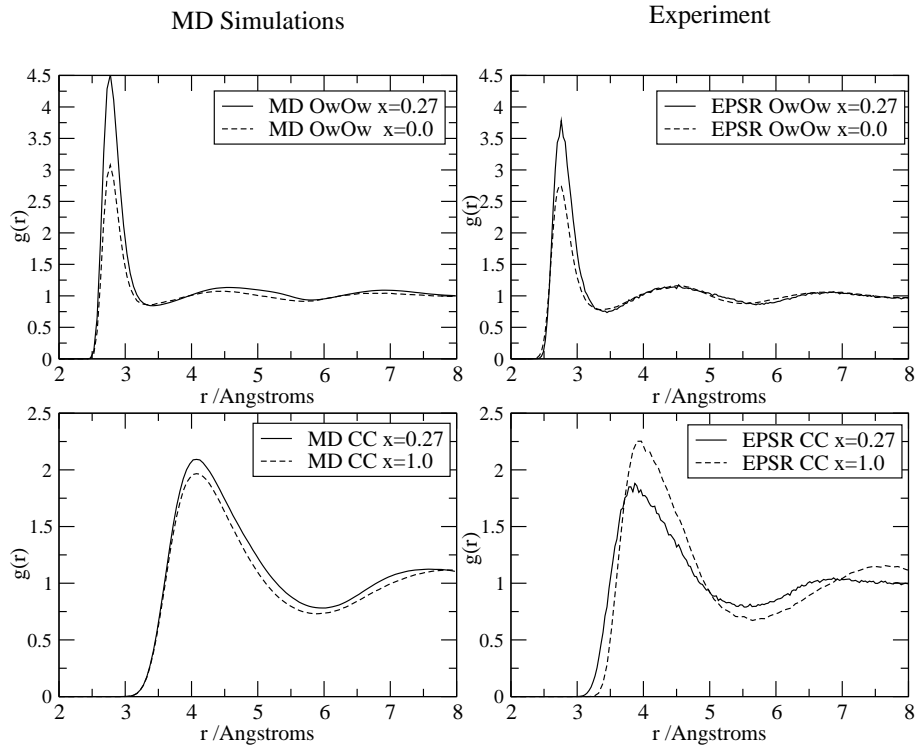 MD Simulations
Experiment
MD OwOw x=0.27
MD OwOw x=0.0
g(r)
0
0.5
1
1.5
2
2.5
3
3.5
4
4.5
2 3 4 5 6 7 8
r /Angstroms
EPSR OwOw x=0.27
EPSR OwOw x=0.0
g(r)
0
0.5
1
1.5
2
2.5
3
3.5
4
4.5
2 3 4 5 6 7 8
r /Angstroms
MD CC x=0.27
MD CC x=1.0
g(r)
0
0.5
1
1.5
2
2.5
2 3 4 5 6 7 8
r /Angstroms
EPSR CC x=0.27
EPSR CC x=1.0
g(r)
0
0.5
1
1.5
2
2.5
2 3 4 5 6 7 8
r /Angstroms